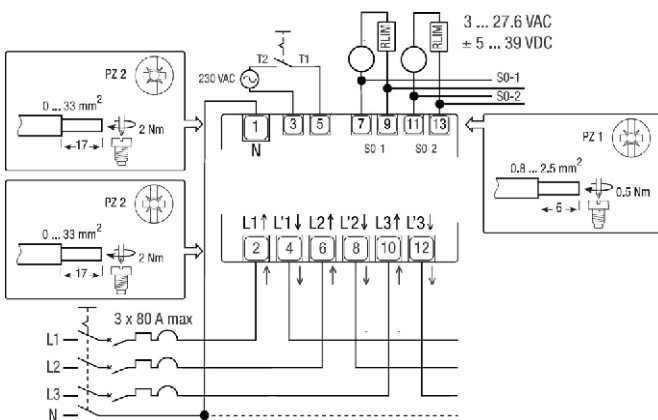 3 ... 27.6 VAC
± 5 ... 39 VDC
RLIM
RLIM
T2
T1
230 VAC
S0-1
S0-2
PZ 2
0 ... 33 mm²
2 Nm
17
1
3
5
7
9
11
13
N
S0-1
S0-2
PZ 1
0.8 ... 2.5 mm²
0.5 Nm
6
PZ 2
0 ... 33 mm²
2 Nm
17
L1↑ L'1↓ L2↑ L'2↓ L3↑ L'3↓
2
4
6
8
10
12
3 x 80 A max
L1
L2
L3
N